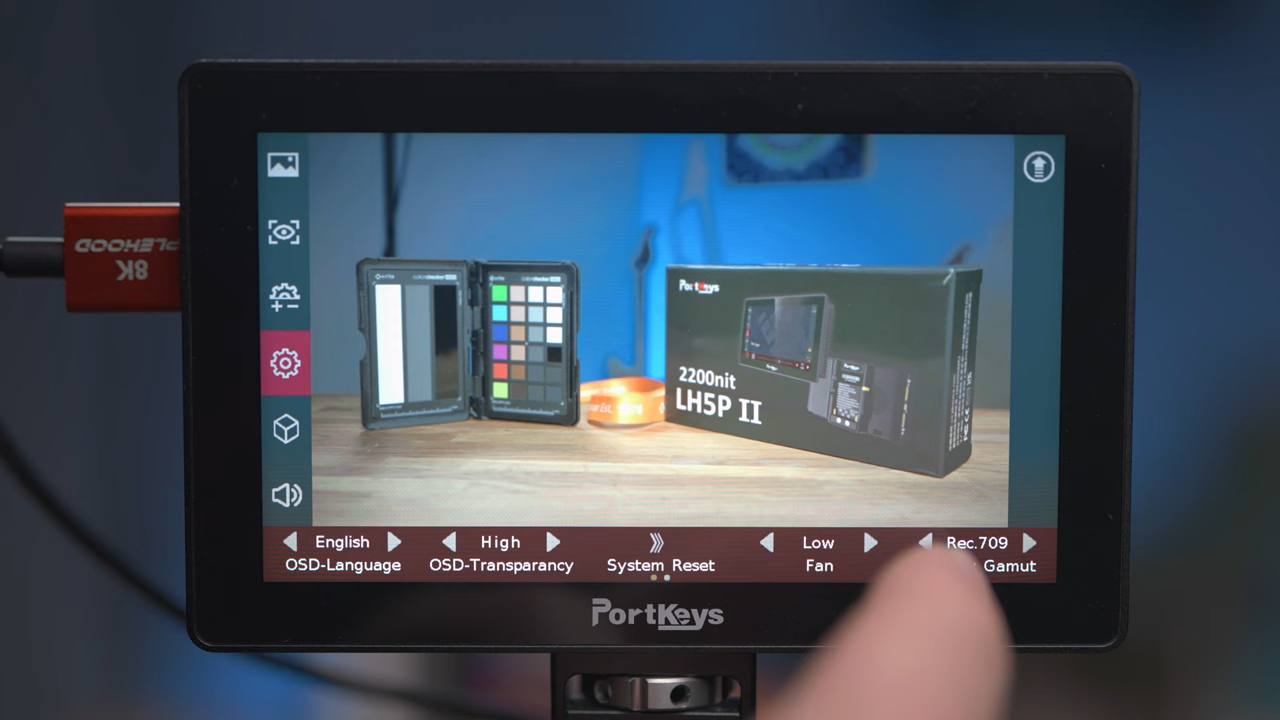 PLEHOOD
8K
PortKeys
2200nit
LH5P II
English
OSD-Language
High
OSD-Transparancy
System Reset
Low
Fan
Rec.709
Gamut
PortKeys